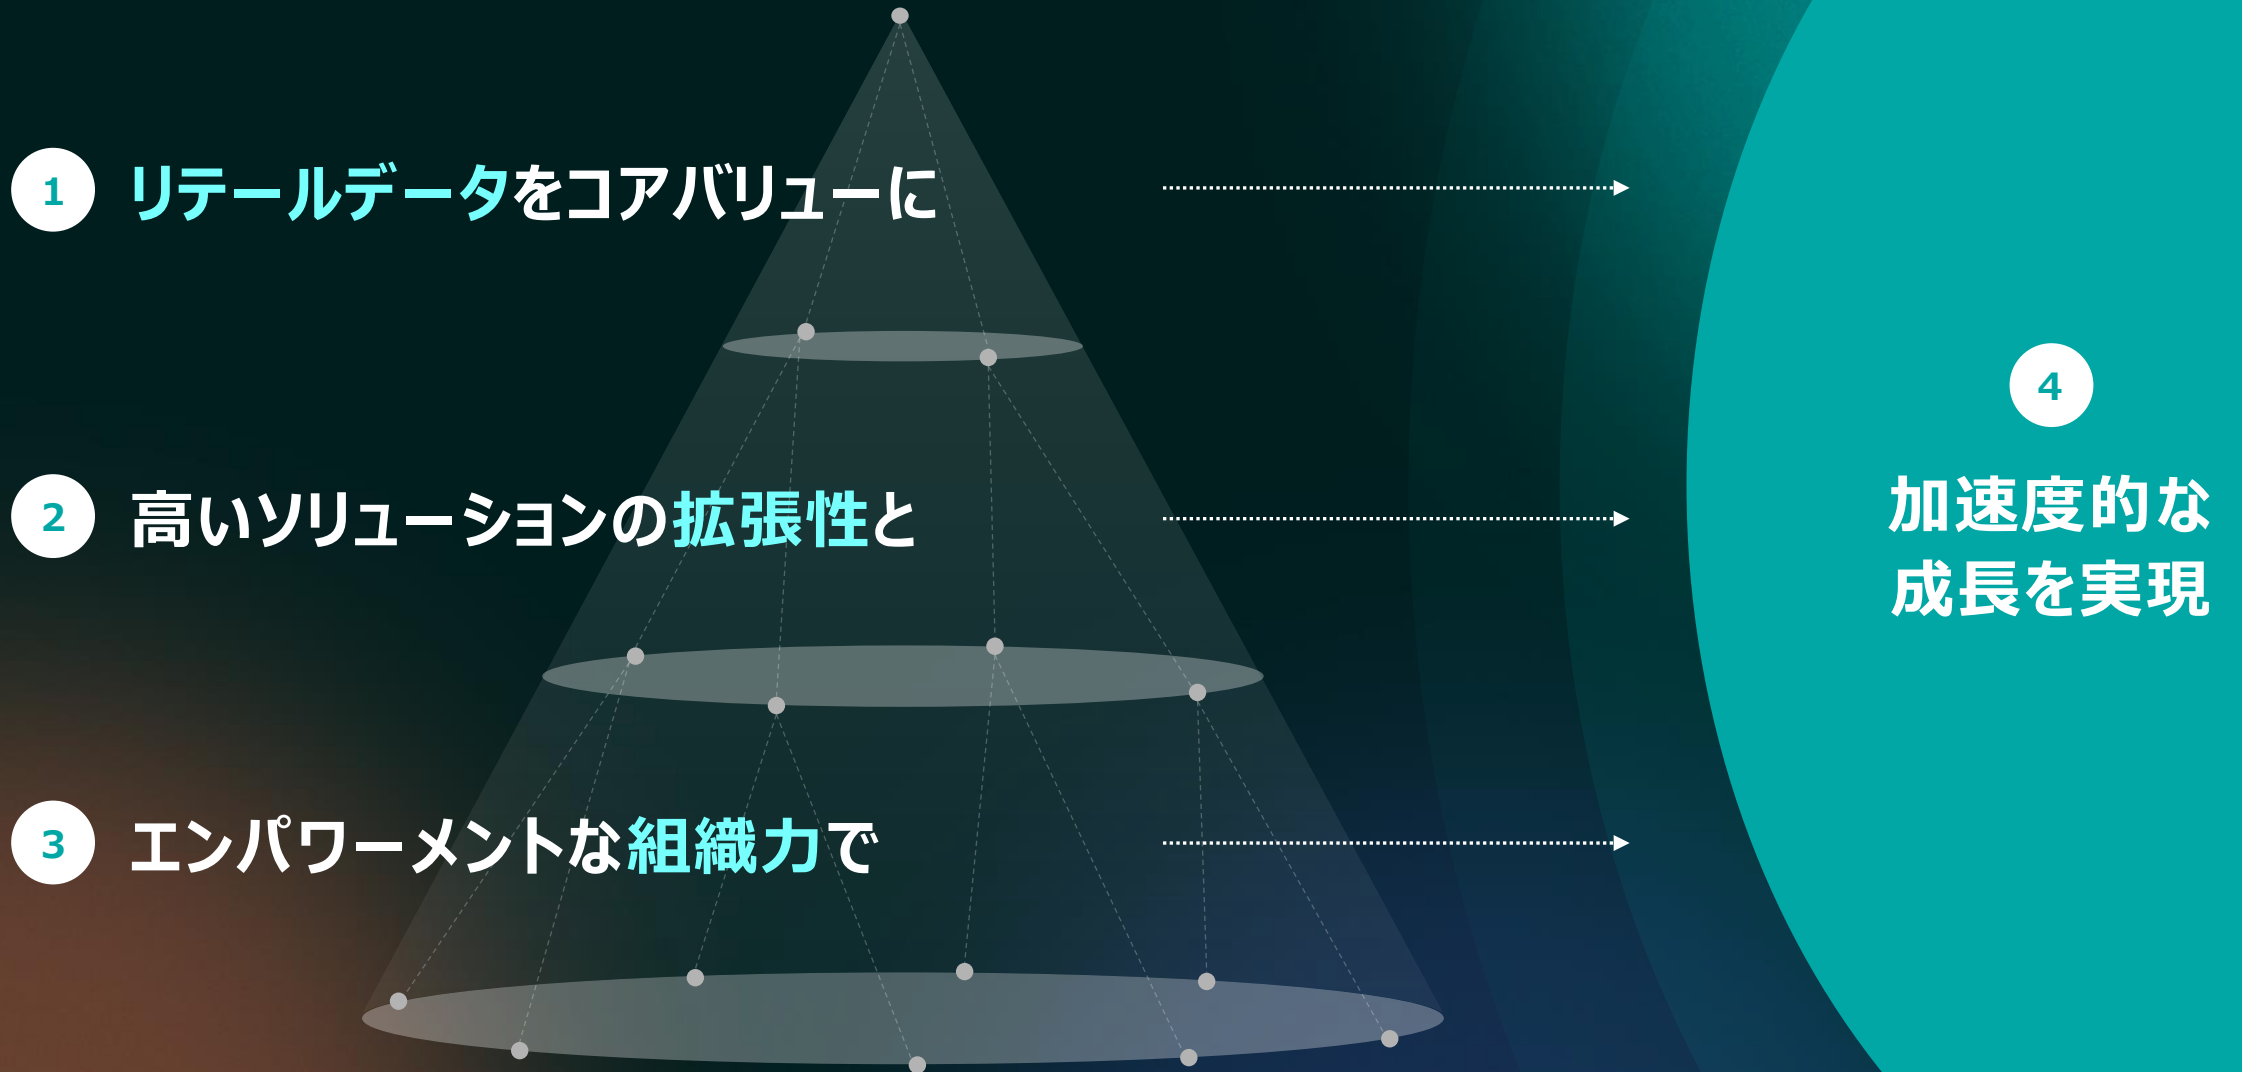 1 リテールデータをコアバリューに
2 高いソリューションの拡張性と
3 エンパワーメントな組織力で
4
加速度的な
成長を実現